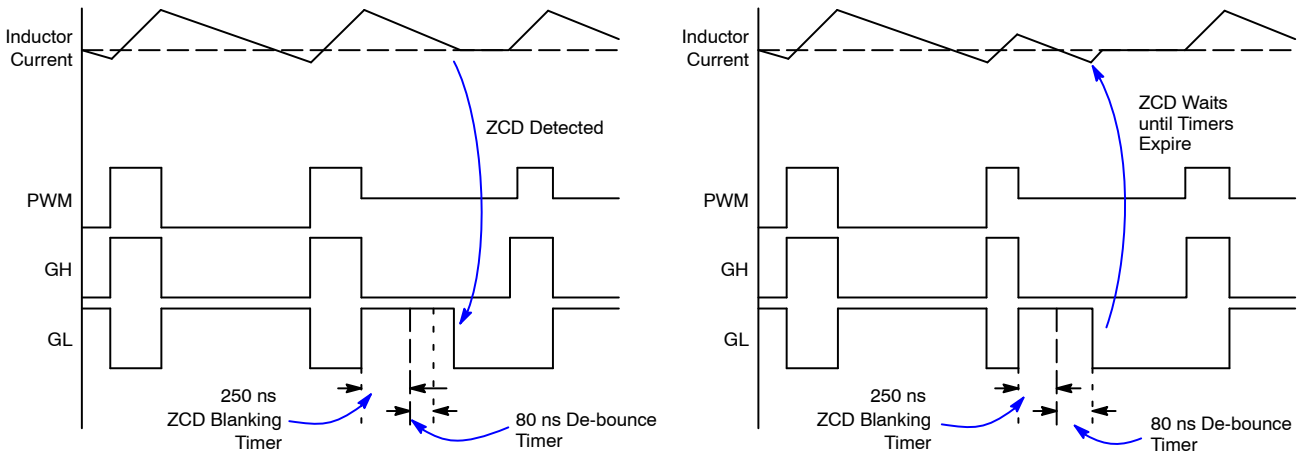 Inductor
Current
ZCD Detected
PWM
GH
GL
250 ns
ZCD Blanking
Timer
80 ns De-bounce
Timer
Inductor
Current
ZCD Waits
until Timers
Expire
PWM
GH
GL
250 ns
ZCD Blanking
Timer
80 ns De-bounce
Timer